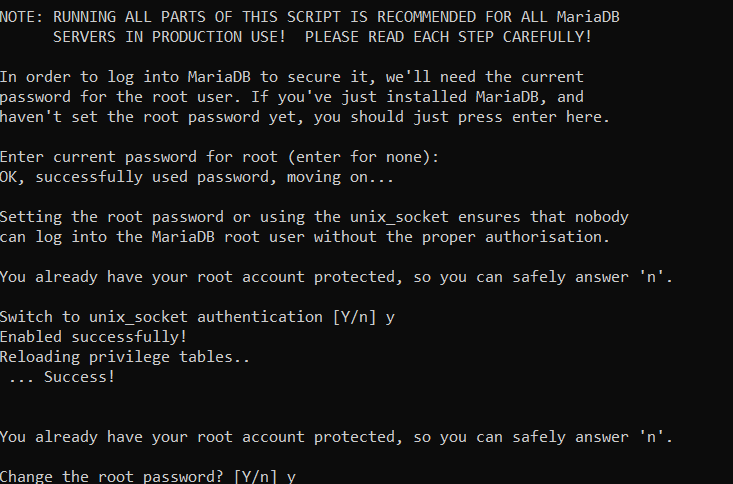 NOTE: RUNNING ALL PARTS OF THIS SCRIPT IS RECOMMENDED FOR ALL MariaDB
      SERVERS IN PRODUCTION USE!  PLEASE READ EACH STEP CAREFULLY!

In order to log into MariaDB to secure it, we'll need the current
password for the root user. If you've just installed MariaDB, and
haven't set the root password yet, you should just press enter here.

Enter current password for root (enter for none):
OK, successfully used password, moving on...

Setting the root password or using the unix_socket ensures that nobody
can log into the MariaDB root user without the proper authorisation.

You already have your root account protected, so you can safely answer 'n'.

Switch to unix_socket authentication [Y/n] y
Enabled successfully!
Reloading privilege tables..
 ... Success!


You already have your root account protected, so you can safely answer 'n'.

Change the root password? [Y/n] y